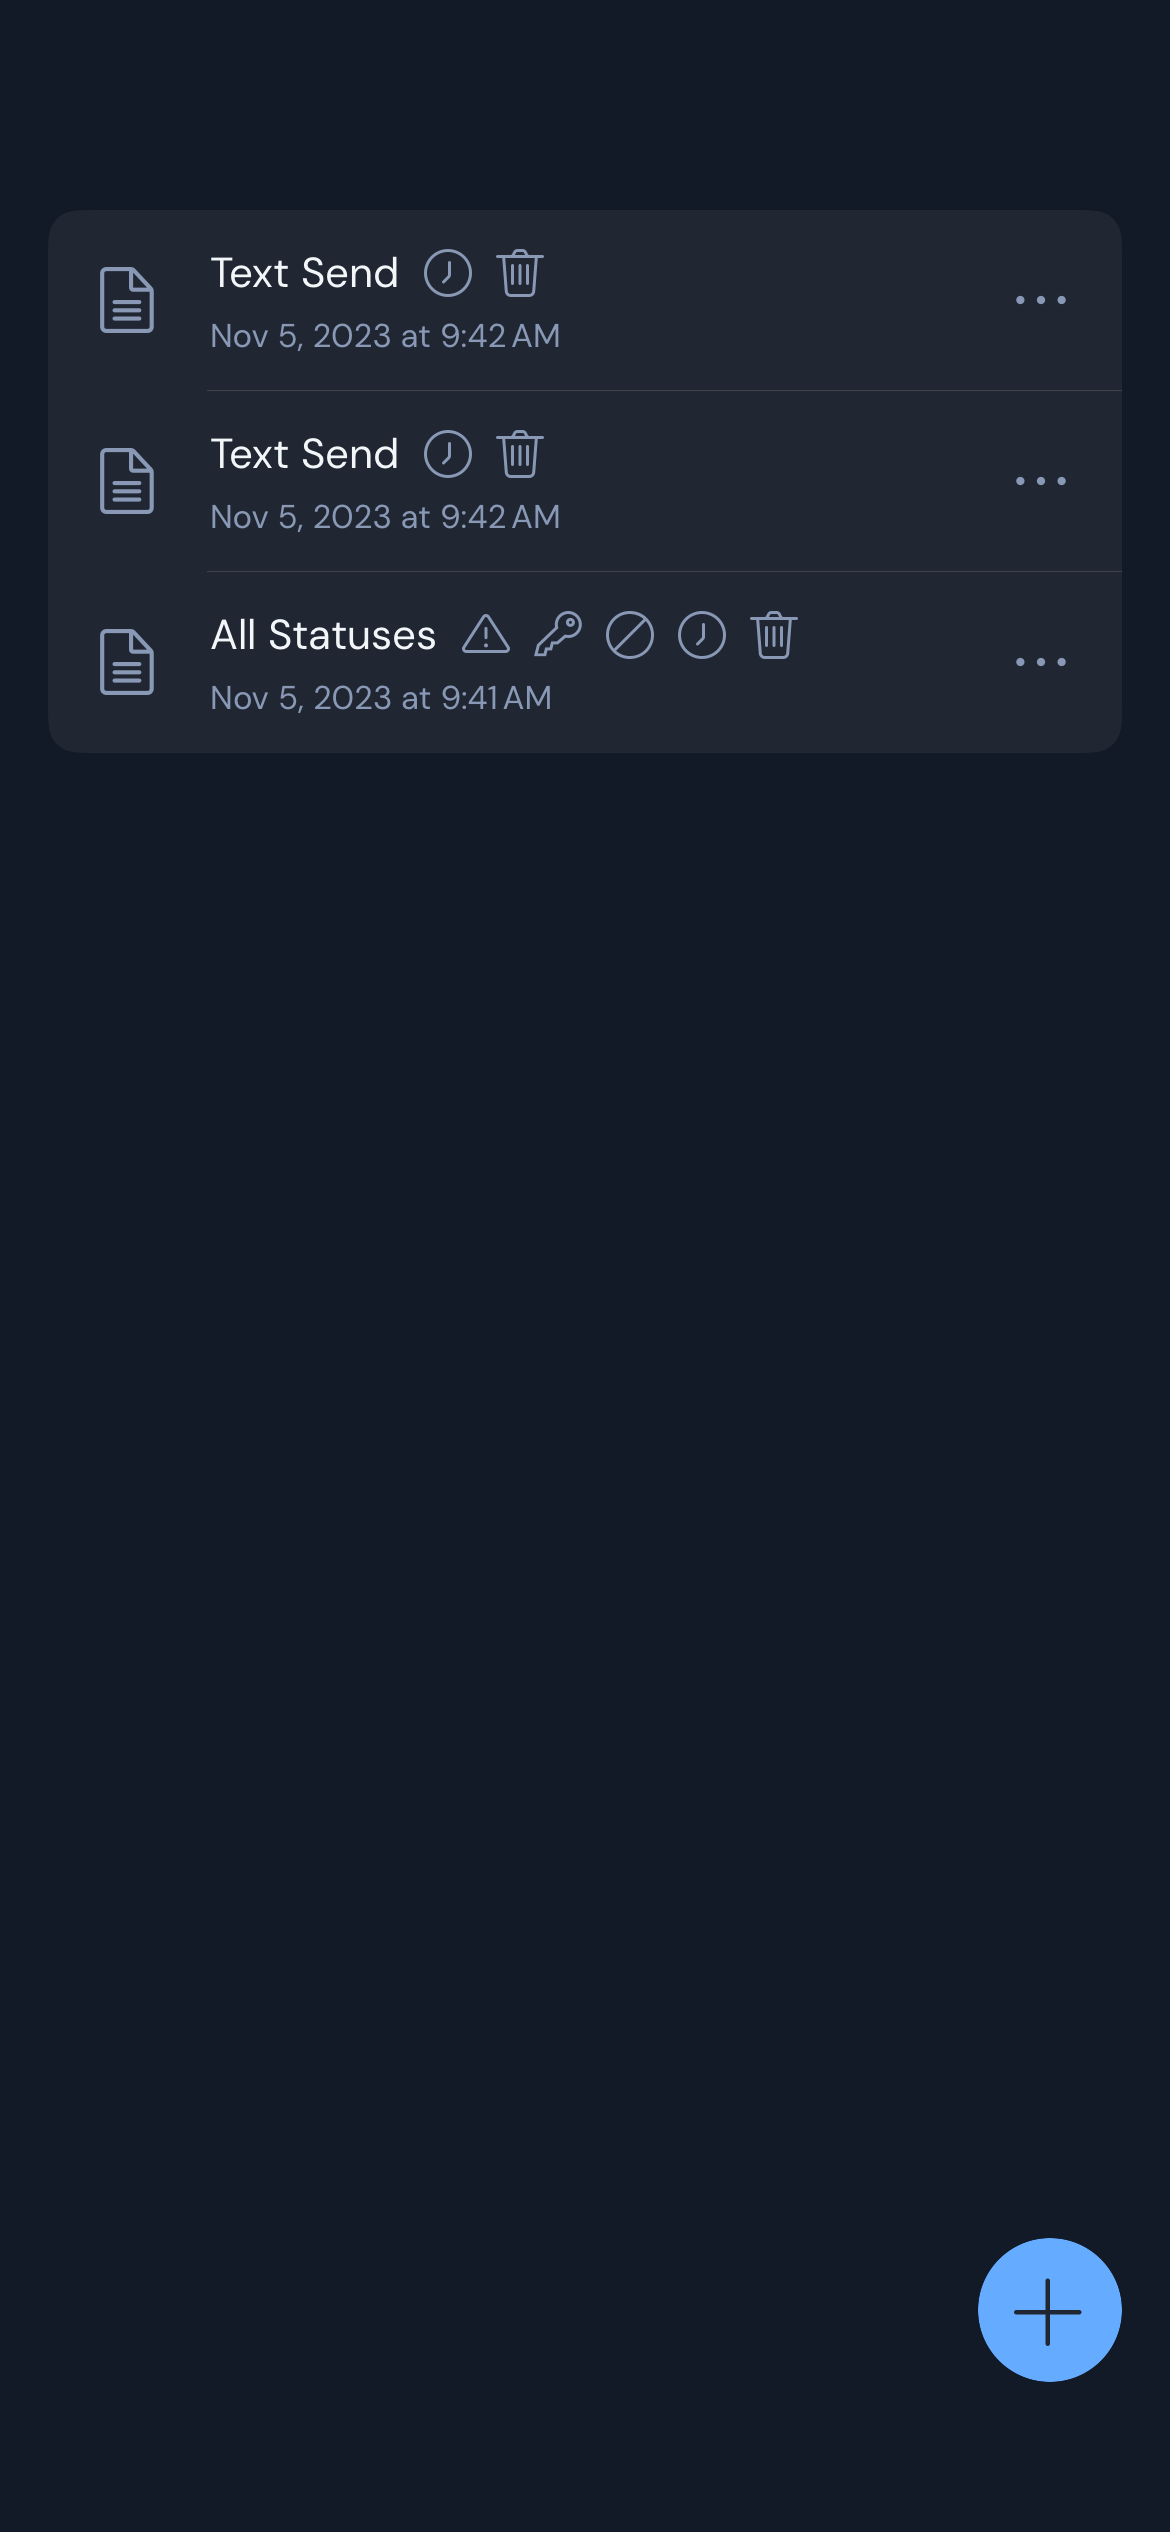 Text Send
Nov 5, 2023 at 9:42 AM
Text Send
Nov 5, 2023 at 9:42 AM
All Statuses
Nov 5, 2023 at 9:41 AM